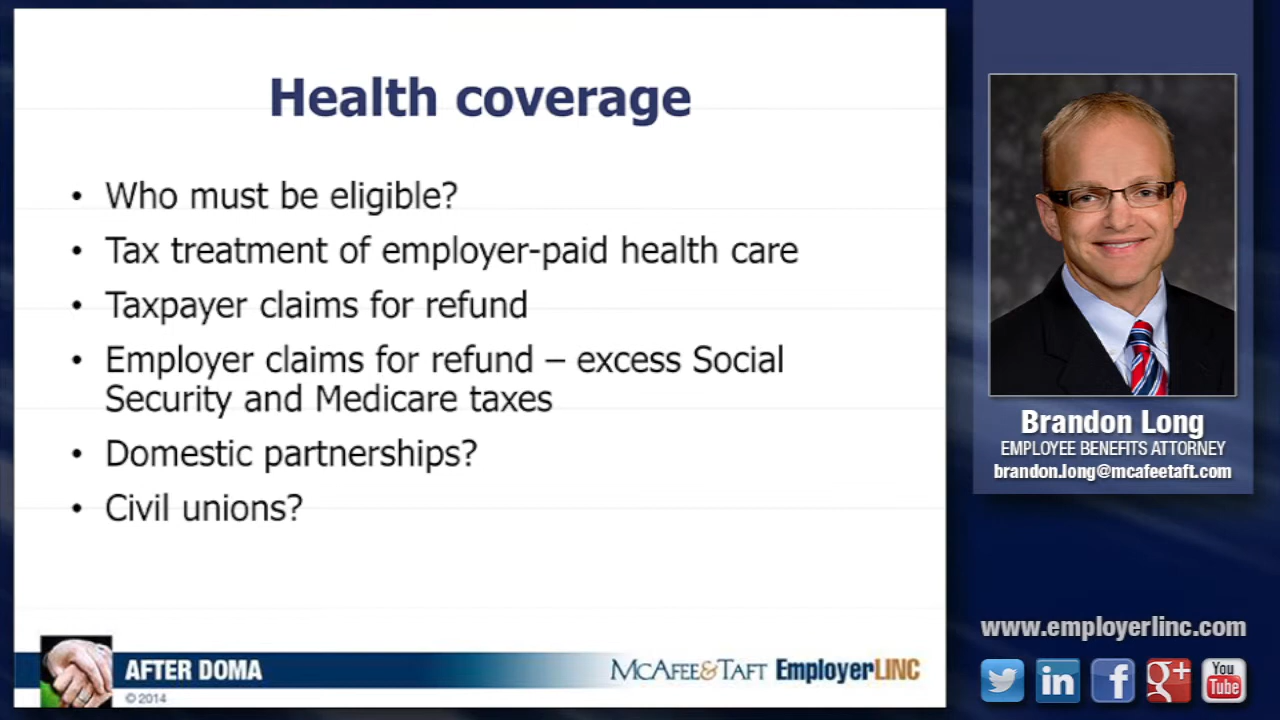 Health coverage
• Who must be eligible?
• Tax treatment of employer-paid health care
• Taxpayer claims for refund
• Employer claims for refund – excess Social
Security and Medicare taxes
• Domestic partnerships?
• Civil unions?
AFTER DOMA
MCAFEE&TAFT EmployerLINC
© 2014
Brandon Long
EMPLOYEE BENEFITS ATTORNEY
brandon.long@mcafeetaft.com
www.employerlinc.com
in
f
g+
You
Tube